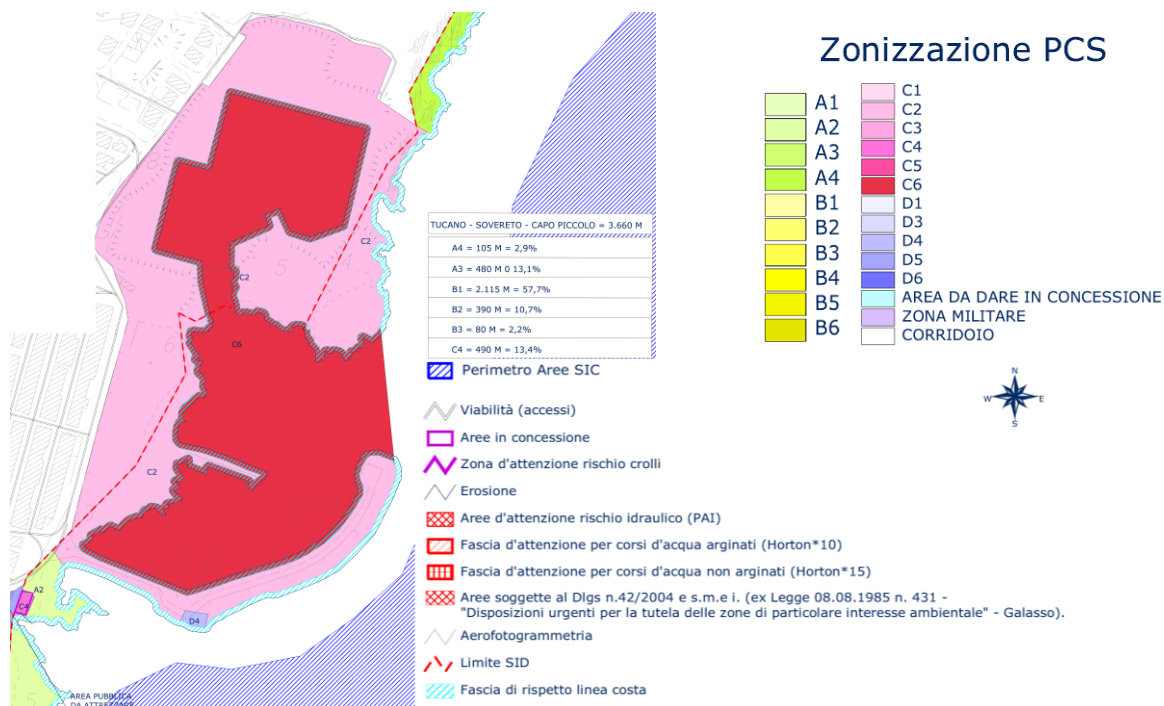 Zonizzazione PCS
A1
A2
A3
A4
B1
B2
B3
B4
B5
B6
C1
C2
C3
C4
C5
C6
D1
D3
D4
D5
D6
AREA DA DARE IN CONCESSIONE
ZONA MILITARE
CORRIDOIO
N
W
E
S
TUCANO - SOVERETO - CAPO PICCOLO = 3.660 M
A4 = 105 M = 2,9%
A3 = 480 M 0 13,1%
B1 = 2.115 M = 57,7%
B2 = 390 M = 10,7%
B3 = 80 M = 2,2%
C4 = 490 M = 13,4%
Perimetro Aree SIC
Viabilità (accessi)
Aree in concessione
Zona d'attenzione rischio crolli
Erosione
Aree d'attenzione rischio idraulico (PAI)
Fascia d'attenzione per corsi d'acqua arginati (Horton*10)
Fascia d'attenzione per corsi d'acqua non arginati (Horton*15)
Aree soggette al Dlgs n.42/2004 e s.m.e i. (ex Legge 08.08.1985 n. 431 -
"Disposizioni urgenti per la tutela delle zone di particolare interesse ambientale" - Galasso).
Aerofotogrammetria
Limite SID
Fascia di rispetto linea costa
C2
C2
C6
C2
A2
C4
D4
5
8
6
5
AREA PUBBLICA
DA ATTREZZARE